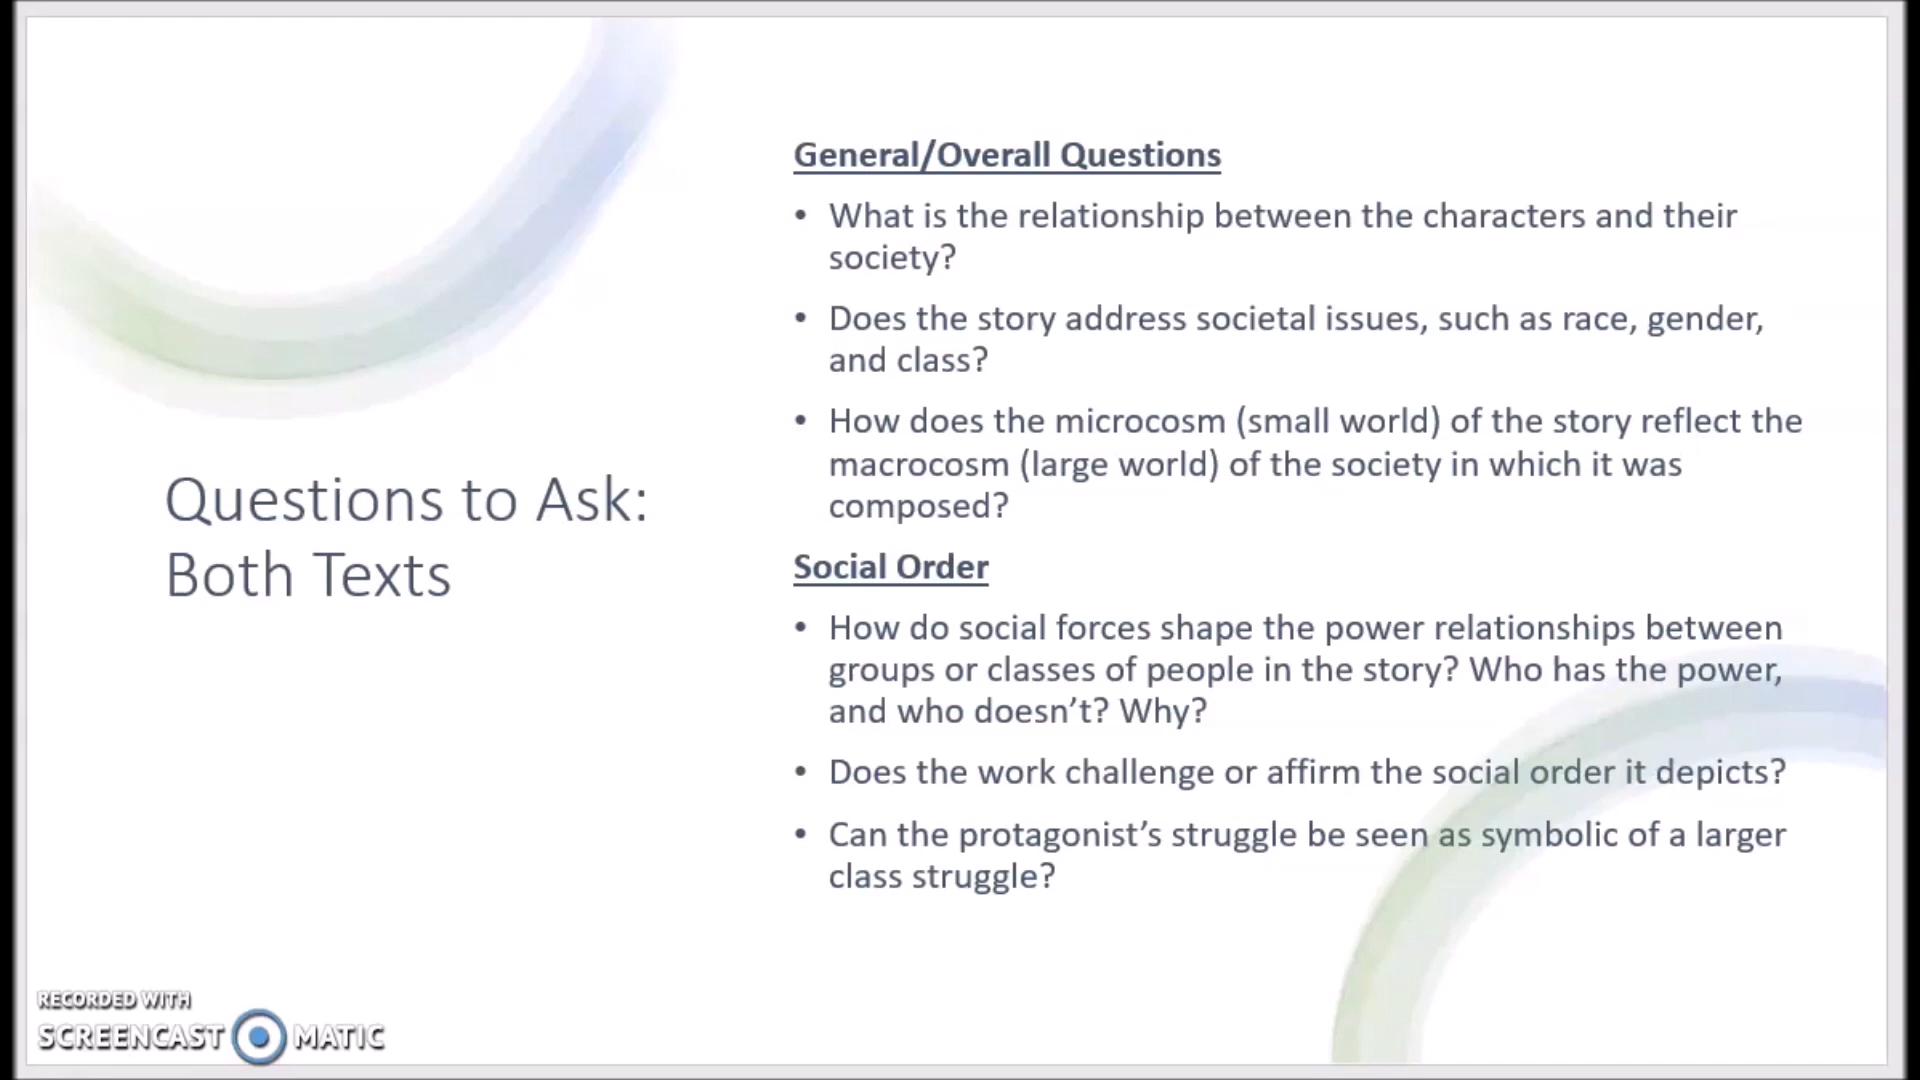 Questions to Ask:
Both Texts
General/Overall Questions
• What is the relationship between the characters and their
society?
• Does the story address societal issues, such as race, gender,
and class?
• How does the microcosm (small world) of the story reflect the
macrocosm (large world) of the society in which it was
composed?
Social Order
• How do social forces shape the power relationships between
groups or classes of people in the story? Who has the power,
and who doesn’t? Why?
• Does the work challenge or affirm the social order it depicts?
• Can the protagonist’s struggle be seen as symbolic of a larger
class struggle?
RECORDED WITH
SCREENCAST MATIC